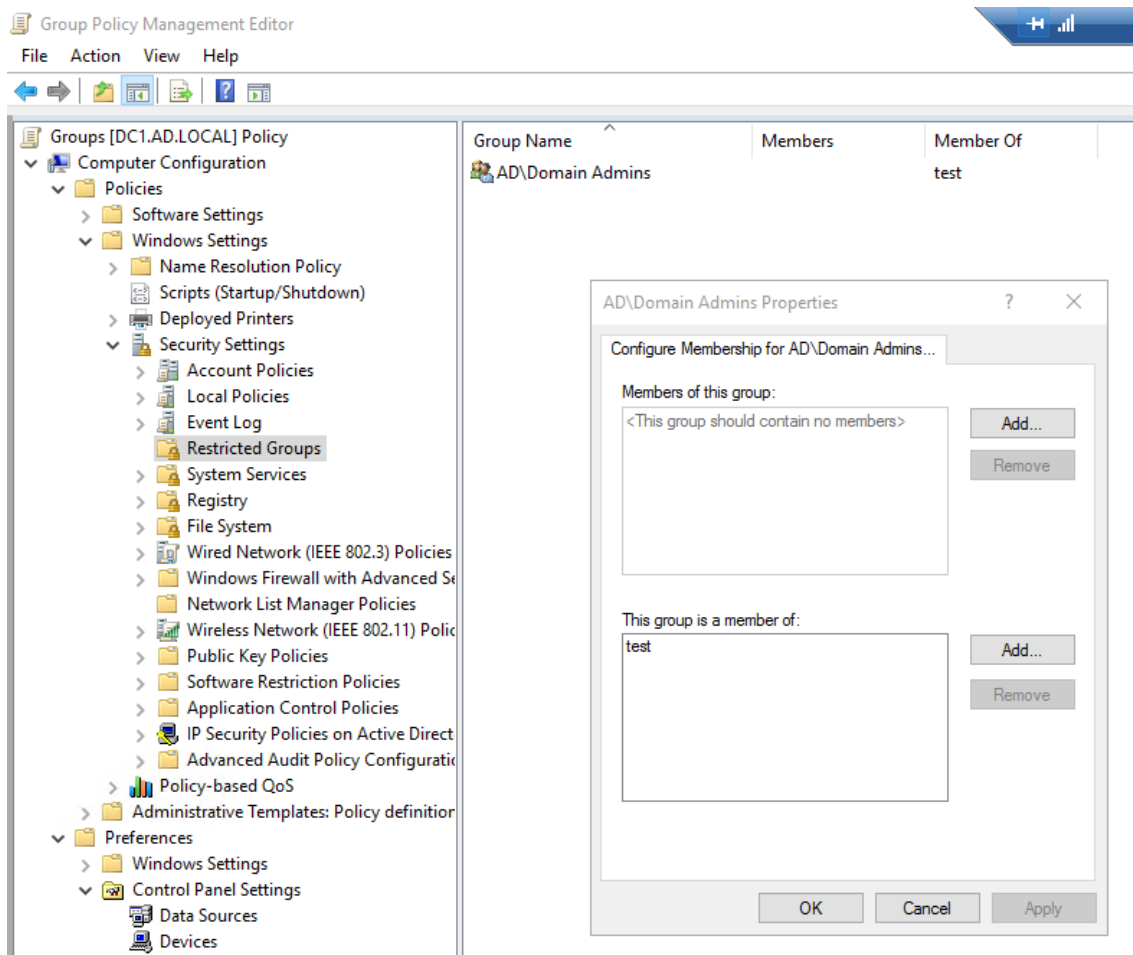 Group Policy Management Editor
File Action View Help
Groups [DC1.AD.LOCAL] Policy
Computer Configuration
Policies
Software Settings
Windows Settings
Name Resolution Policy
Scripts (Startup/Shutdown)
Deployed Printers
Security Settings
Account Policies
Local Policies
Event Log
Restricted Groups
System Services
Registry
File System
Wired Network (IEEE 802.3) Policies
Windows Firewall with Advanced Se
Network List Manager Policies
Wireless Network (IEEE 802.11) Polic
Public Key Policies
Software Restriction Policies
Application Control Policies
IP Security Policies on Active Direct
Advanced Audit Policy Configuratio
Policy-based QoS
Administrative Templates: Policy definition
Preferences
Windows Settings
Control Panel Settings
Data Sources
Devices
Group Name Members Member Of
AD\Domain Admins test
AD\Domain Admins Properties ?
Configure Membership for AD\Domain Admins...
Members of this group:
<This group should contain no members>
Add...
Remove
This group is a member of:
test
Add...
Remove
OK Cancel Apply